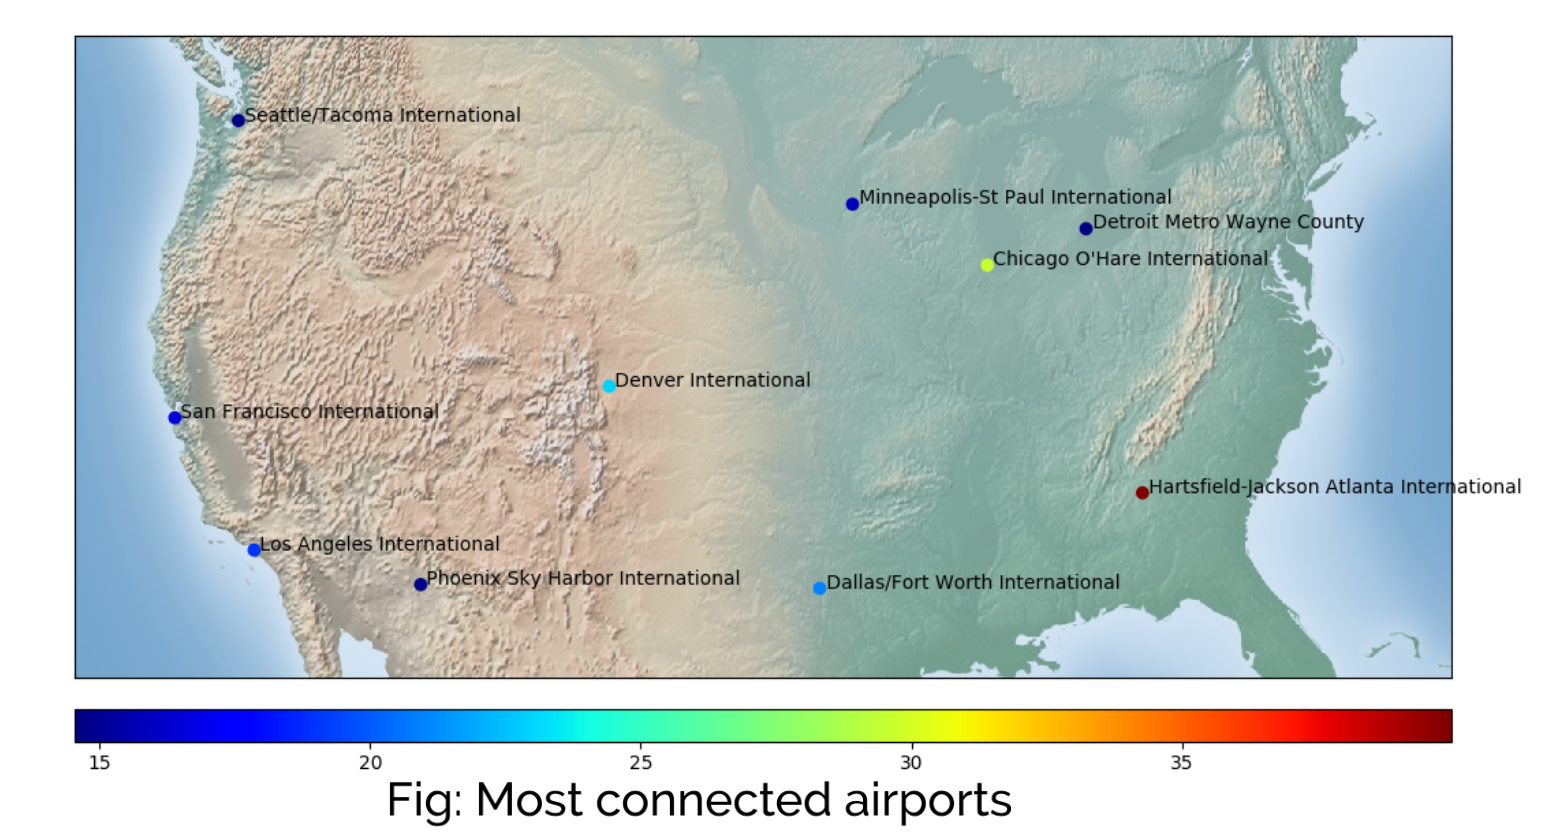 Seattle/Tacoma International
Minneapolis-St Paul International
Detroit Metro Wayne County
Chicago O'Hare International
Denver International
San Francisco International
Hartsfield-Jackson Atlanta International
Los Angeles International
Phoenix Sky Harbor International
Dallas/Fort Worth International
15 20 25 30 35
Fig: Most connected airports